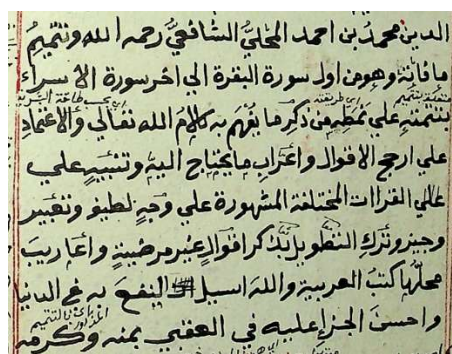 الدين محمد بن احمد المحلي الشافعي رحمه الله وتتميم
ما فاته وهو من اول سورة البقرة الى اخر سورة الاسراء
بتتمة على نمطه من ذكر ما يفهم به كلام الله تعالى والاعتماد
على ارجح الاقوال واعراب ما يحتاج اليه وتنبيه على
على القراات المختلفة المشهورة على وجه لطيف وتعبير
وجيز وترك التطويل بذكر اقوال غير مرضية واعاريب
محلها كتب العربية والله اسيل النفع به في الدنيا
واحسن الجزا عليه في العقبي بمنه وكرمه